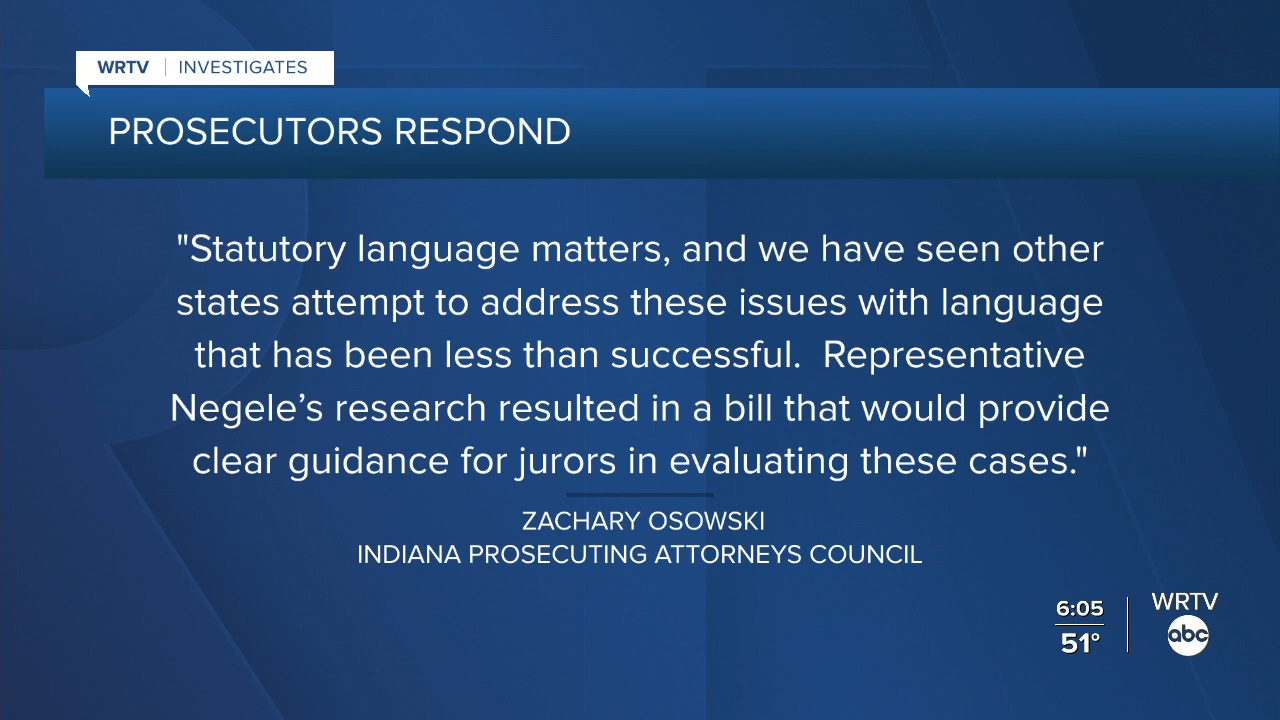 WRTV | INVESTIGATES
PROSECUTORS RESPOND
"Statutory language matters, and we have seen other
states attempt to address these issues with language
that has been less than successful.  Representative
Negele’s research resulted in a bill that would provide
clear guidance for jurors in evaluating these cases."
ZACHARY OSOWSKI
INDIANA PROSECUTING ATTORNEYS COUNCIL
6:05
51°
WRTV
abc